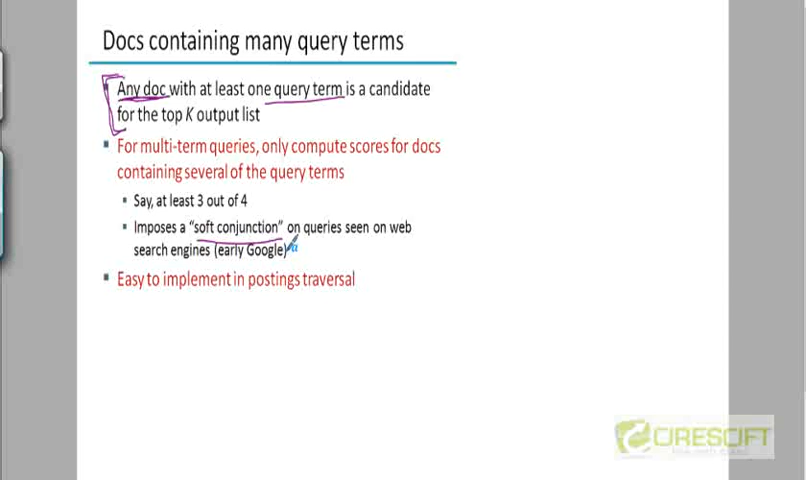 Docs containing many query terms
Any doc with at least one query term is a candidate
for the top K output list
For multi-term queries, only compute scores for docs
containing several of the query terms
Say, at least 3 out of 4
Imposes a “soft conjunction” on queries seen on web
search engines (early Google)
Easy to implement in postings traversal